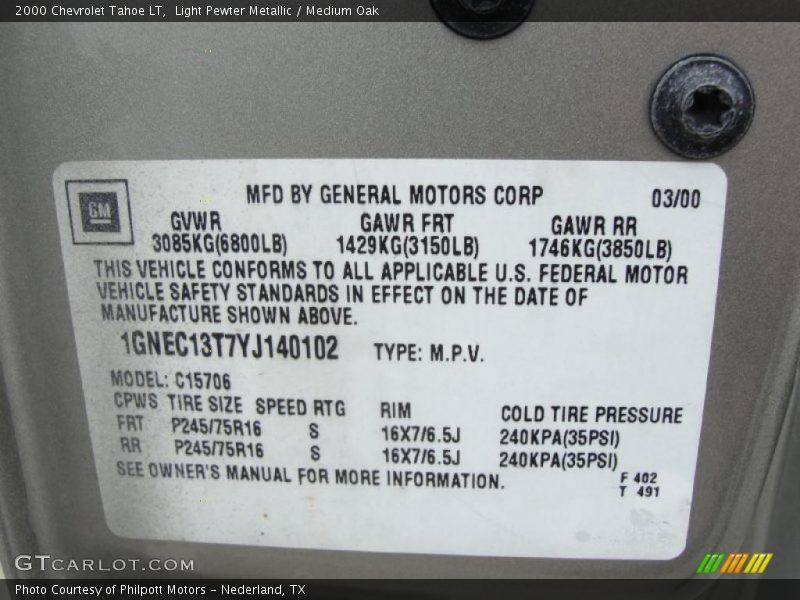 2000 Chevrolet Tahoe LT,  Light Pewter Metallic / Medium Oak
GM
MFD BY GENERAL MOTORS CORP 03/00
GVWR GAWR FRT GAWR RR
3085KG(6800LB) 1429KG(3150LB) 1746KG(3850LB)
THIS VEHICLE CONFORMS TO ALL APPLICABLE U.S. FEDERAL MOTOR
VEHICLE SAFETY STANDARDS IN EFFECT ON THE DATE OF
MANUFACTURE SHOWN ABOVE.
1GNEC13T7YJ140102 TYPE: M.P.V.
MODEL: C15706
CPWS TIRE SIZE SPEED RTG RIM COLD TIRE PRESSURE
FRT P245/75R16 S 16X7/6.5J 240KPA(35PSI)
RR P245/75R16 S 16X7/6.5J 240KPA(35PSI)
SEE OWNER'S MANUAL FOR MORE INFORMATION.
F 402
T 491
GTCARLOT.COM
Photo Courtesy of Philpott Motors - Nederland, TX